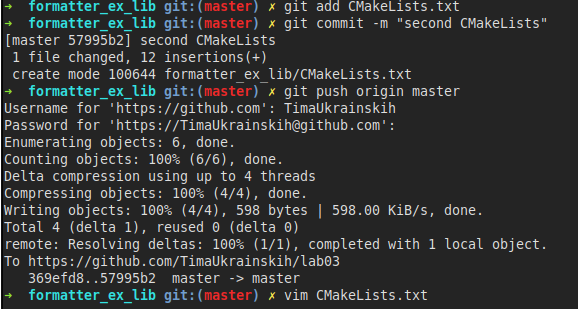 ➜  formatter_ex_lib git:(master) ✗ git add CMakeLists.txt
➜  formatter_ex_lib git:(master) ✗ git commit -m "second CMakeLists"
[master 57995b2] second CMakeLists
 1 file changed, 12 insertions(+)
 create mode 100644 formatter_ex_lib/CMakeLists.txt
➜  formatter_ex_lib git:(master) ✗ git push origin master
Username for 'https://github.com': TimaUkrainskih
Password for 'https://TimaUkrainskih@github.com':
Enumerating objects: 6, done.
Counting objects: 100% (6/6), done.
Delta compression using up to 4 threads
Compressing objects: 100% (4/4), done.
Writing objects: 100% (4/4), 598 bytes | 598.00 KiB/s, done.
Total 4 (delta 1), reused 0 (delta 0)
remote: Resolving deltas: 100% (1/1), completed with 1 local object.
To https://github.com/TimaUkrainskih/lab03
   369efd8..57995b2  master -> master
➜  formatter_ex_lib git:(master) ✗ vim CMakeLists.txt